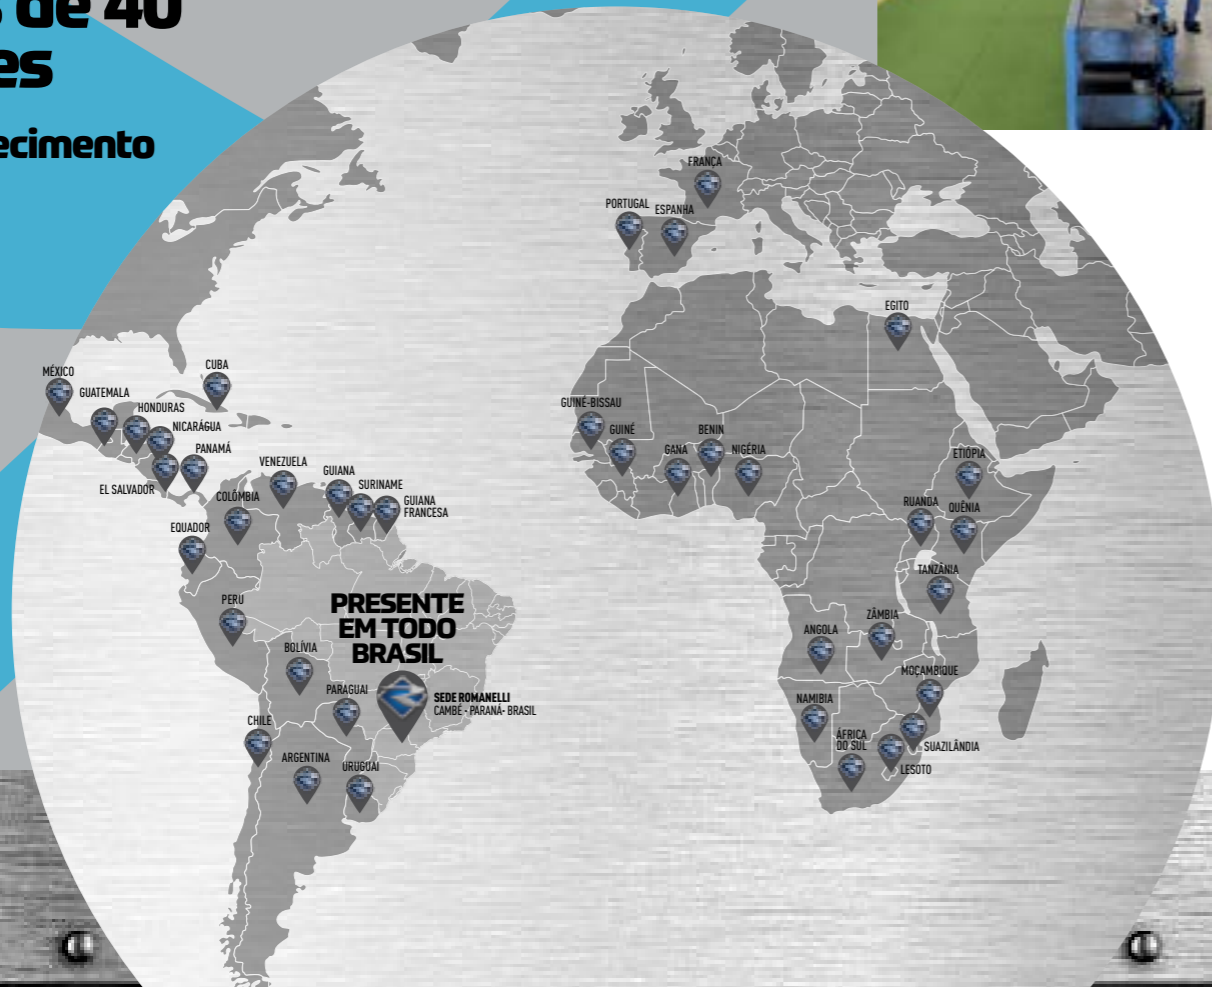 de 40
es
ecimento
FRANÇA
PORTUGAL
ESPANHA
EGITO
MÉXICO
CUBA
GUATEMALA
HONDURAS
NICARÁGUA
PANAMÁ
EL SALVADOR
VENEZUELA
GUIANA
SURINAME
GUIANA
FRANCESA
COLÔMBIA
EQUADOR
PERU
BOLÍVIA
PARAGUAI
CHILE
ARGENTINA
URUGUAI
PRESENTE
EM TODO
BRASIL
SEDE ROMANELLI
CAMBÉ - PARANÁ- BRASIL
GUINÉ-BISSAU
GUINÉ
GANA
BENIN
NIGÉRIA
ETIÓPIA
RUANDA
QUÊNIA
TANZÂNIA
ZÂMBIA
ANGOLA
MOÇAMBIQUE
NAMIBIA
ÁFRICA
DO SUL
SUAZILÂNDIA
LESOTO